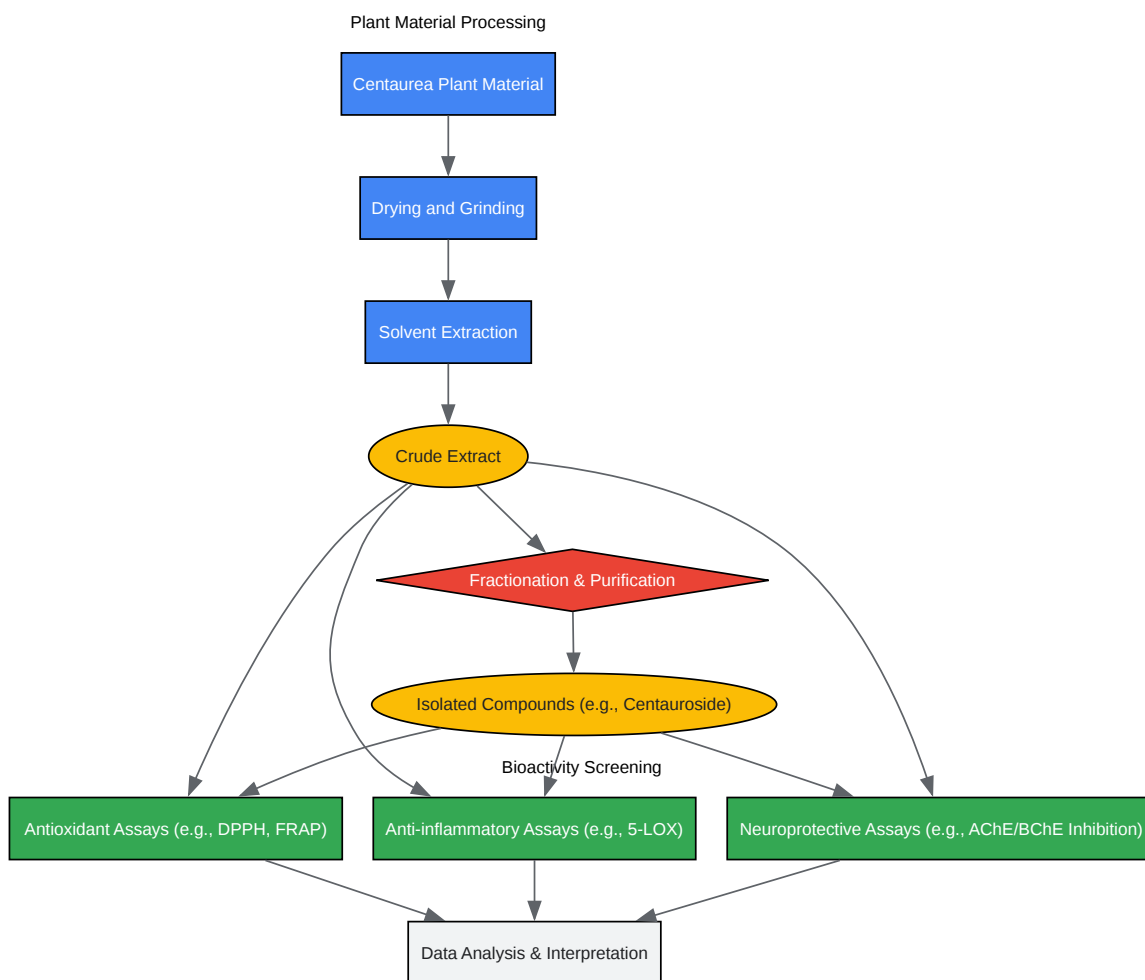 Plant Material Processing
Centaurea Plant Material
Drying and Grinding
Solvent Extraction
Crude Extract
Fractionation & Purification
Isolated Compounds (e.g., Centauroside)
Bioactivity Screening
Antioxidant Assays (e.g., DPPH, FRAP)
Anti-inflammatory Assays (e.g., 5-LOX)
Neuroprotective Assays (e.g., AChE/BChE Inhibition)
Data Analysis & Interpretation